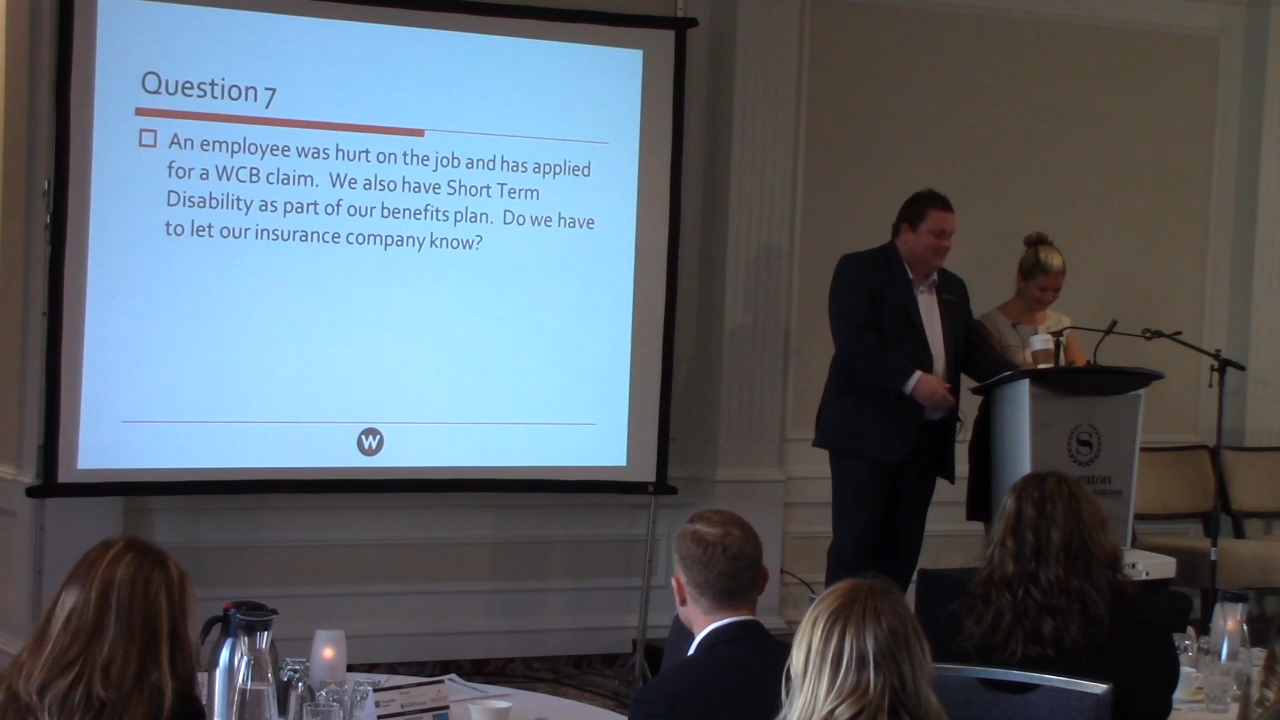 Question 7
An employee was hurt on the job and has applied
for a WCB claim. We also have Short Term
Disability as part of our benefits plan. Do we have
to let our insurance company know?
W
S